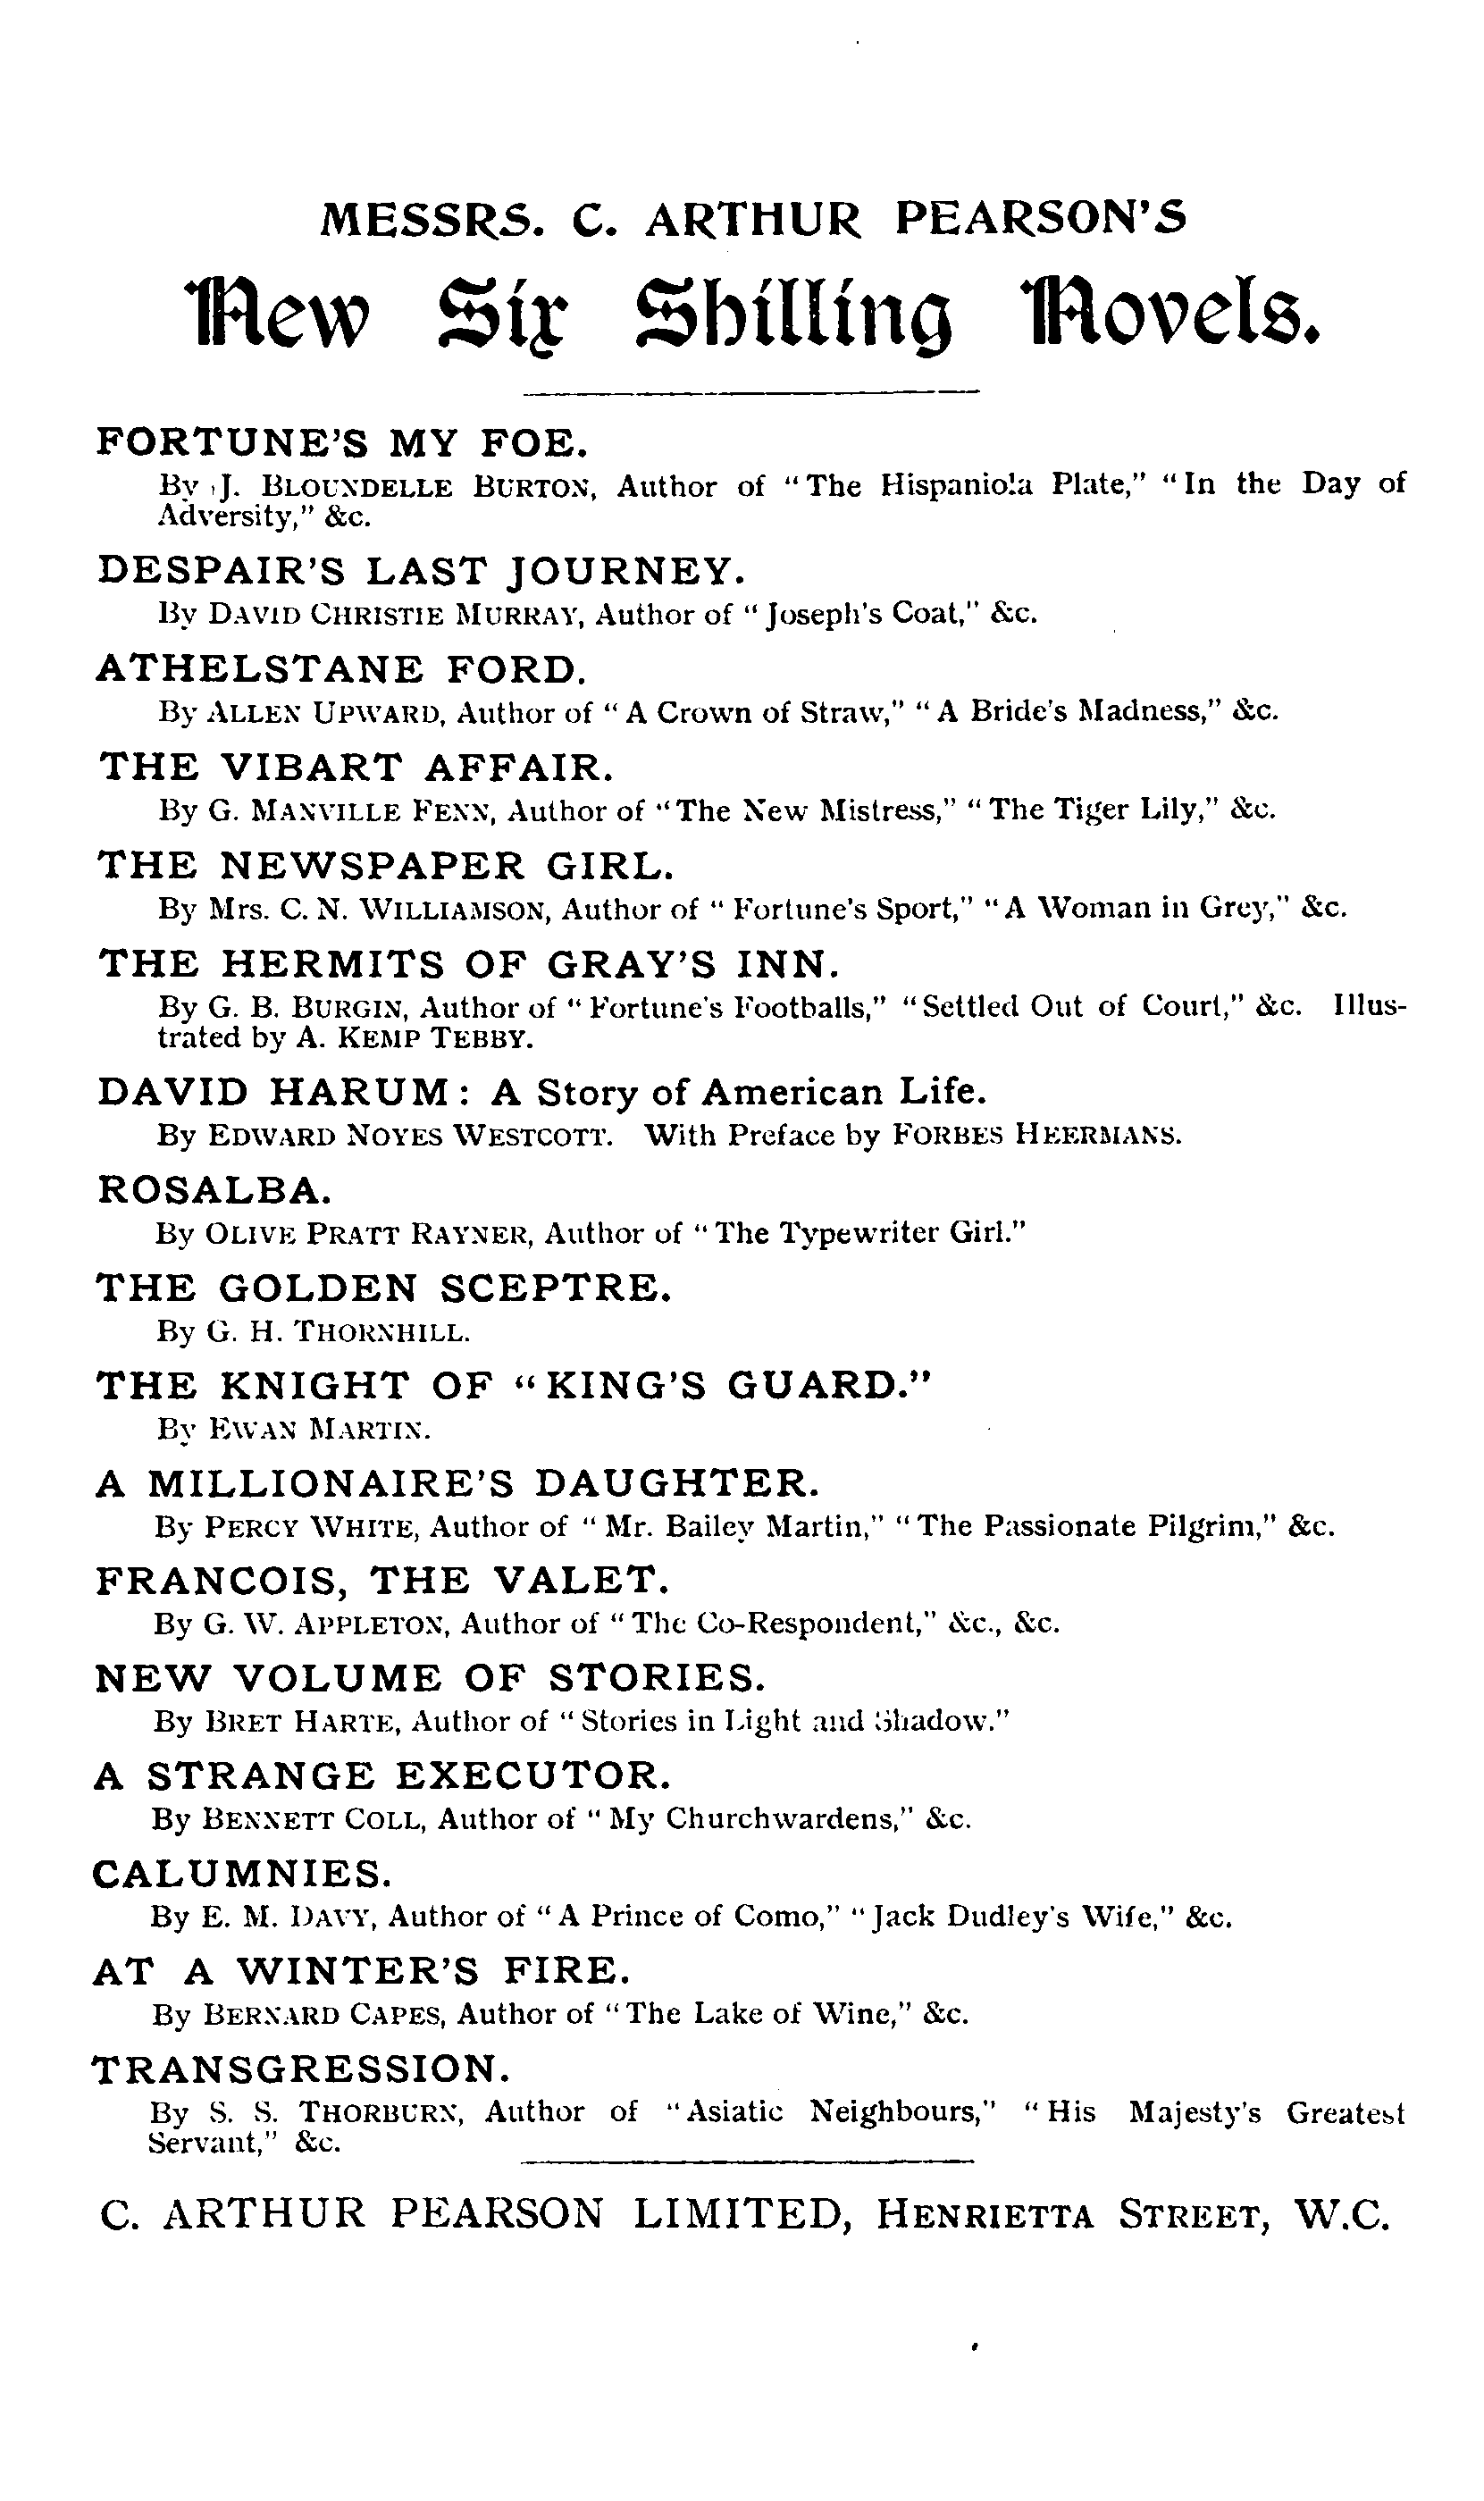 MESSRS. C. ARTHUR PEARSON'S
New Six Shilling Novels.
FORTUNE'S MY FOE.
By J. BLOUNDELLE BURTON, Author of "The Hispaniola Plate," "In the Day of
Adversity," &c.
DESPAIR'S LAST JOURNEY.
By DAVID CHRISTIE MURRAY, Author of "Joseph's Coat," &c.
ATHELSTANE FORD.
By ALLEN UPWARD, Author of "A Crown of Straw," "A Bride's Madness," &c.
THE VIBART AFFAIR.
By G. MANVILLE FENN, Author of "The New Mistress," "The Tiger Lily," &c.
THE NEWSPAPER GIRL.
By Mrs. C. N. WILLIAMSON, Author of "Fortune's Sport," "A Woman in Grey," &c.
THE HERMITS OF GRAY'S INN.
By G. B. BURGIN, Author of "Fortune's Footballs," "Settled Out of Court," &c. Illus-
trated by A. KEMP TEBBY.
DAVID HARUM: A Story of American Life.
By EDWARD NOYES WESTCOTT. With Preface by FORBES HEERMANS.
ROSALBA.
By OLIVE PRATT RAYNER, Author of "The Typewriter Girl."
THE GOLDEN SCEPTRE.
By G. H. THORNHILL.
THE KNIGHT OF "KING'S GUARD."
By EWAN MARTIN.
A MILLIONAIRE'S DAUGHTER.
By PERCY WHITE, Author of "Mr. Bailey Martin," "The Passionate Pilgrim," &c.
FRANCOIS, THE VALET.
By G. W. APPLETON, Author of "The Co-Respondent," &c., &c.
NEW VOLUME OF STORIES.
By BRET HARTE, Author of "Stories in Light and Shadow."
A STRANGE EXECUTOR.
By BENNETT COLL, Author of "My Churchwardens," &c.
CALUMNIES.
By E. M. DAVY, Author of "A Prince of Como," "Jack Dudley's Wife," &c.
AT A WINTER'S FIRE.
By BERNARD CAPES, Author of "The Lake of Wine," &c.
TRANSGRESSION.
By S. S. THORBURN, Author of "Asiatic Neighbours," "His Majesty's Greatest
Servant," &c.
C. ARTHUR PEARSON LIMITED, HENRIETTA STREET, W.C.